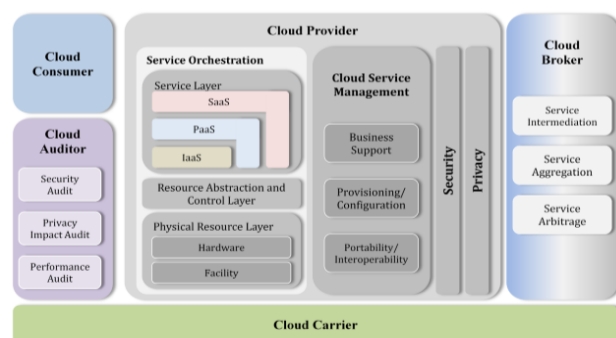 Cloud
Consumer
Cloud
Auditor
Security
Audit
Privacy
Impact Audit
Performance
Audit
Cloud Provider
Service Orchestration
Service Layer
SaaS
PaaS
IaaS
Resource Abstraction and
Control Layer
Physical Resource Layer
Hardware
Facility
Cloud Service
Management
Business
Support
Provisioning/
Configuration
Portability/
Interoperability
Security
Privacy
Cloud
Broker
Service
Intermediation
Service
Aggregation
Service
Arbitrage
Cloud Carrier